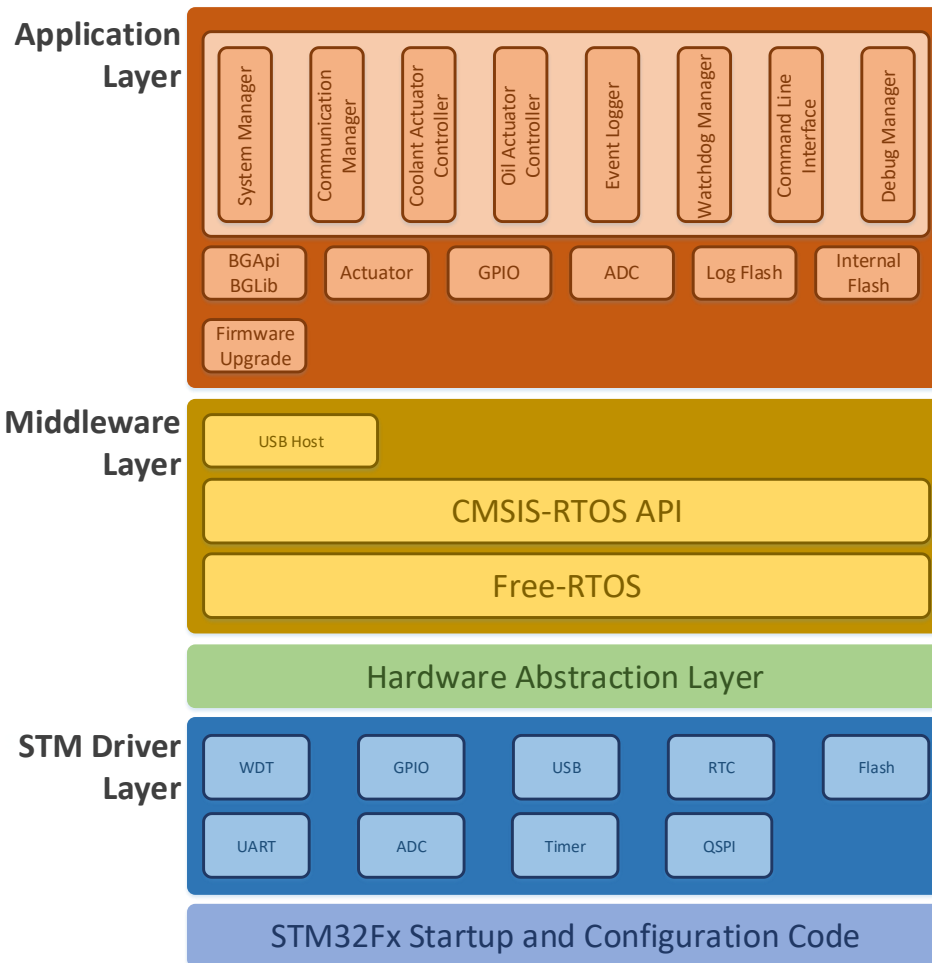 Application
Layer
System Manager
Communication
Manager
Coolant Actuator
Controller
Oil Actuator
Controller
Event Logger
Watchdog Manager
Command Line
Interface
Debug Manager
BGApi
BGLib
Actuator
GPIO
ADC
Log Flash
Internal
Flash
Firmware
Upgrade
Middleware
Layer
USB Host
CMSIS-RTOS API
Free-RTOS
Hardware Abstraction Layer
STM Driver
Layer
WDT
GPIO
USB
RTC
Flash
UART
ADC
Timer
QSPI
STM32Fx Startup and Configuration Code